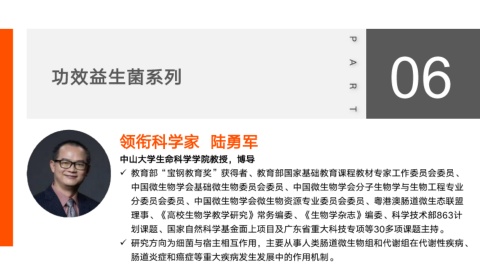 功效益生菌系列
PART
06
领衔科学家 陆勇军
中山大学生命科学学院教授，博导
✓ 教育部“宝钢教育奖”获得者、教育部国家基础教育课程教材专家工作委员会委员、
中国微生物学会基础微生物委员会委员、中国微生物学会分子生物学与生物工程专业
分委员会委员、中国微生物学会微生物资源专业委员会委员、粤港澳肠道微生态联盟
理事、《高校生物学教学研究》常务编委、《生物学杂志》编委、科学技术部863计
划课题、国家自然科学基金面上项目及广东省重大科技专项等30多项课题主持。
✓ 研究方向为细菌与宿主相互作用，主要从事人类肠道微生物组和代谢组在代谢性疾病、
肠道炎症和癌症等重大疾病发生发展中的作用机制。